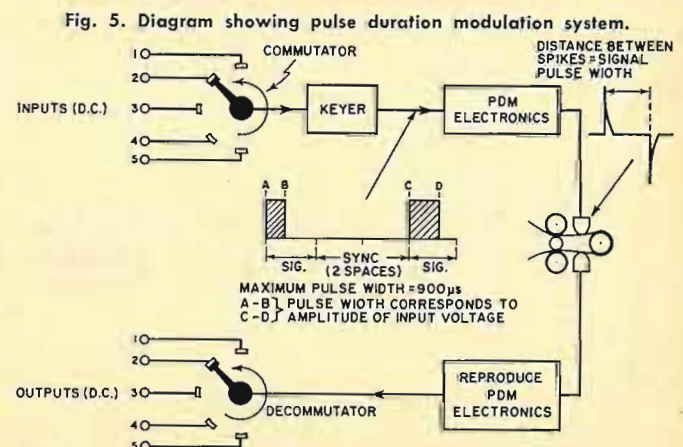 Fig. 5. Diagram showing pulse duration modulation system.
COMMUTATOR
DISTANCE BETWEEN
SPIKES = SIGNAL
PULSE WIDTH
1
2
INPUTS (D.C.) 3
4
5
KEYER
PDM
ELECTRONICS
A B C D
SIG. SYNC SIG.
(2 SPACES)
MAXIMUM PULSE WIDTH = 900µs
A-B} PULSE WIDTH CORRESPONDS TO
C-D} AMPLITUDE OF INPUT VOLTAGE
1
2
OUTPUTS (D.C.) 3
4
5
DECOMMUTATOR
REPRODUCE
PDM
ELECTRONICS